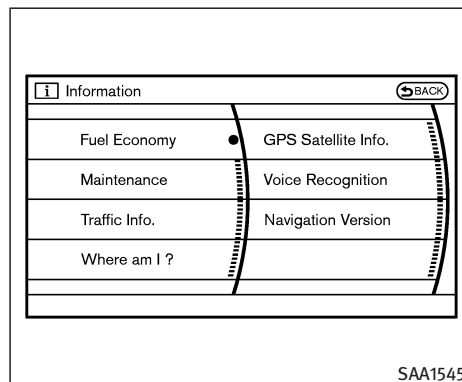 i Information
BACK
Fuel Economy
GPS Satellite Info.
Maintenance
Voice Recognition
Traffic Info.
Navigation Version
Where am I ?
SAA1545